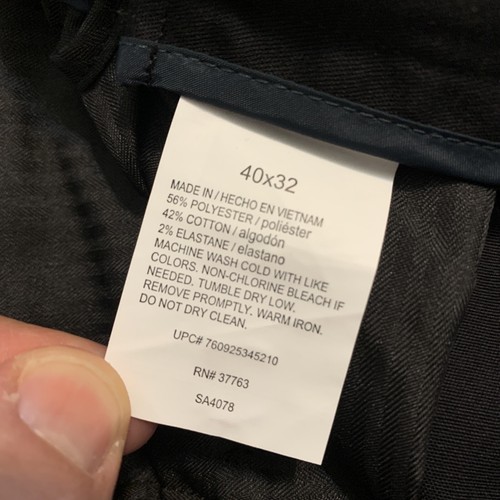 40x32
MADE IN / HECHO EN VIETNAM
56% POLYESTER / poliéster
42% COTTON / algodón
2% ELASTANE / elastano
MACHINE WASH COLD WITH LIKE
COLORS. NON-CHLORINE BLEACH IF
NEEDED. TUMBLE DRY LOW.
REMOVE PROMPTLY. WARM IRON.
DO NOT DRY CLEAN.
UPC# 760925345210
RN# 37763
SA4078